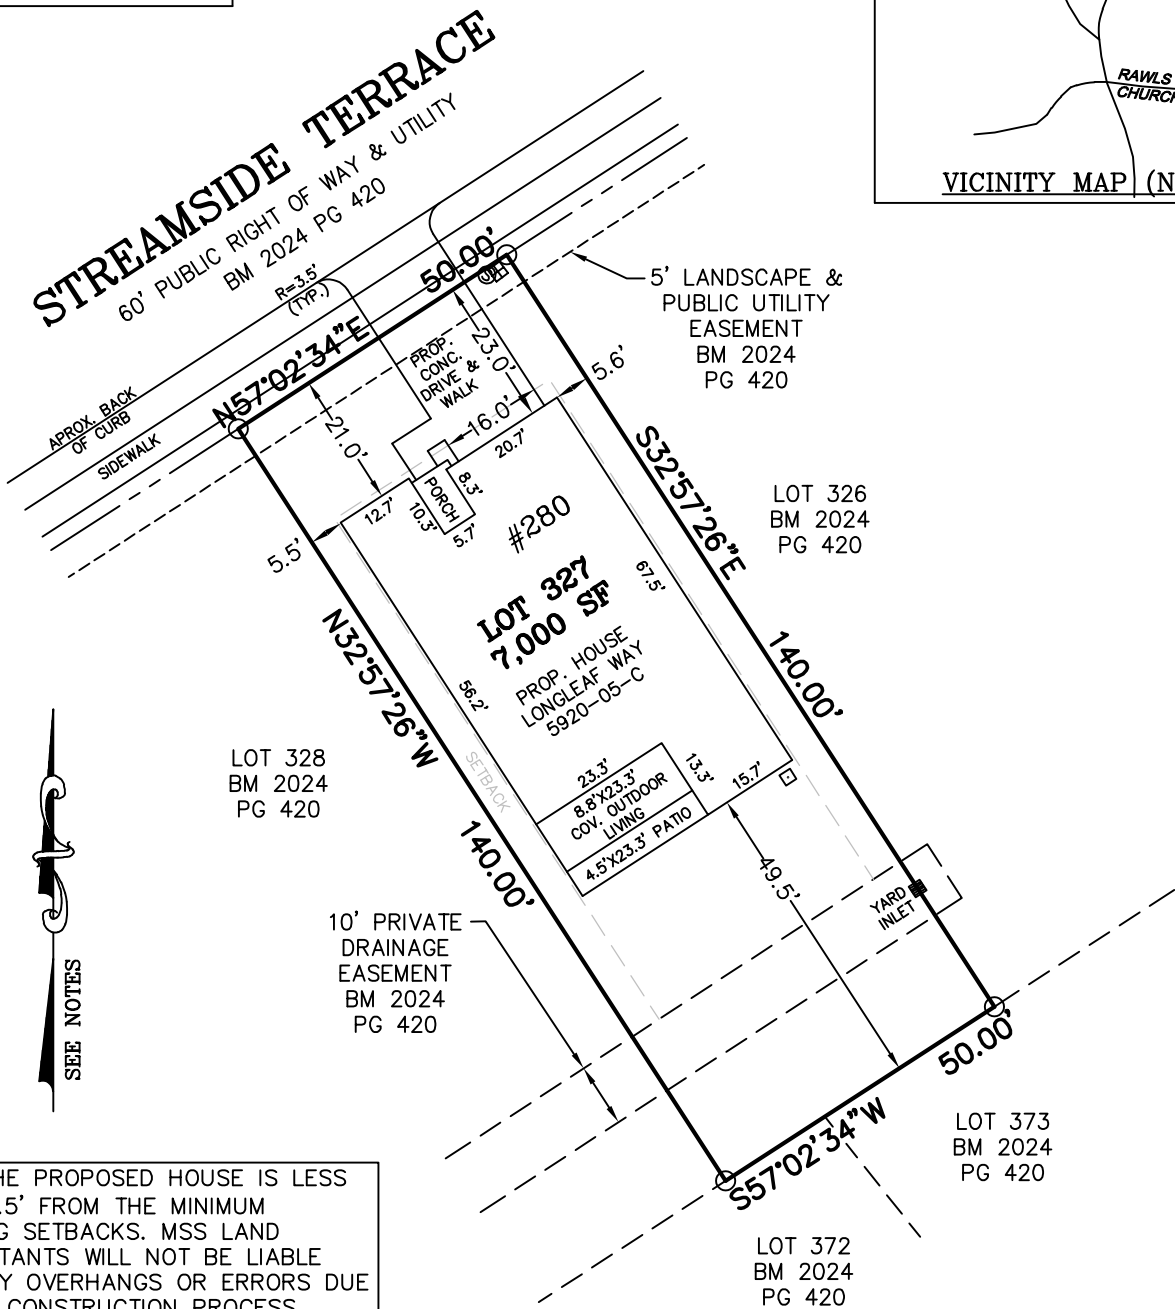 STREAMSIDE TERRACE
60' PUBLIC RIGHT OF WAY & UTILITY
BM 2024 PG 420
RAWLS
CHURCH
VICINITY MAP (N
R=3.5'
(TYP.)
50.00'
N57°02'34"E
APROX. BACK
OF CURB
SIDEWALK
5' LANDSCAPE &
PUBLIC UTILITY
EASEMENT
BM 2024
PG 420
PROP.
CONC.
DRIVE &
WALK
23.0'
21.0'
16.0'
5.6'
20.7'
12.7'
PORCH
8.3'
10.3'
5.7'
5.5'
#280
S32°57'26"E
LOT 326
BM 2024
PG 420
LOT 327
7,000 SF
67.5'
PROP. HOUSE
LONGLEAF WAY
5920-05-C
N32°57'26"W
56.2'
140.00'
SETBACK
LOT 328
BM 2024
PG 420
23.3'
8.8'X23.3'
COV. OUTDOOR
LIVING
4.5'X23.3' PATIO
13.3'
15.7'
140.00'
49.5'
YARD
INLET
10' PRIVATE
DRAINAGE
EASEMENT
BM 2024
PG 420
SEE NOTES
50.00'
S57°02'34"W
LOT 373
BM 2024
PG 420
LOT 372
BM 2024
PG 420
HE PROPOSED HOUSE IS LESS
.5' FROM THE MINIMUM
G SETBACKS. MSS LAND
TANTS WILL NOT BE LIABLE
Y OVERHANGS OR ERRORS DUE
CONSTRUCTION PROCESS